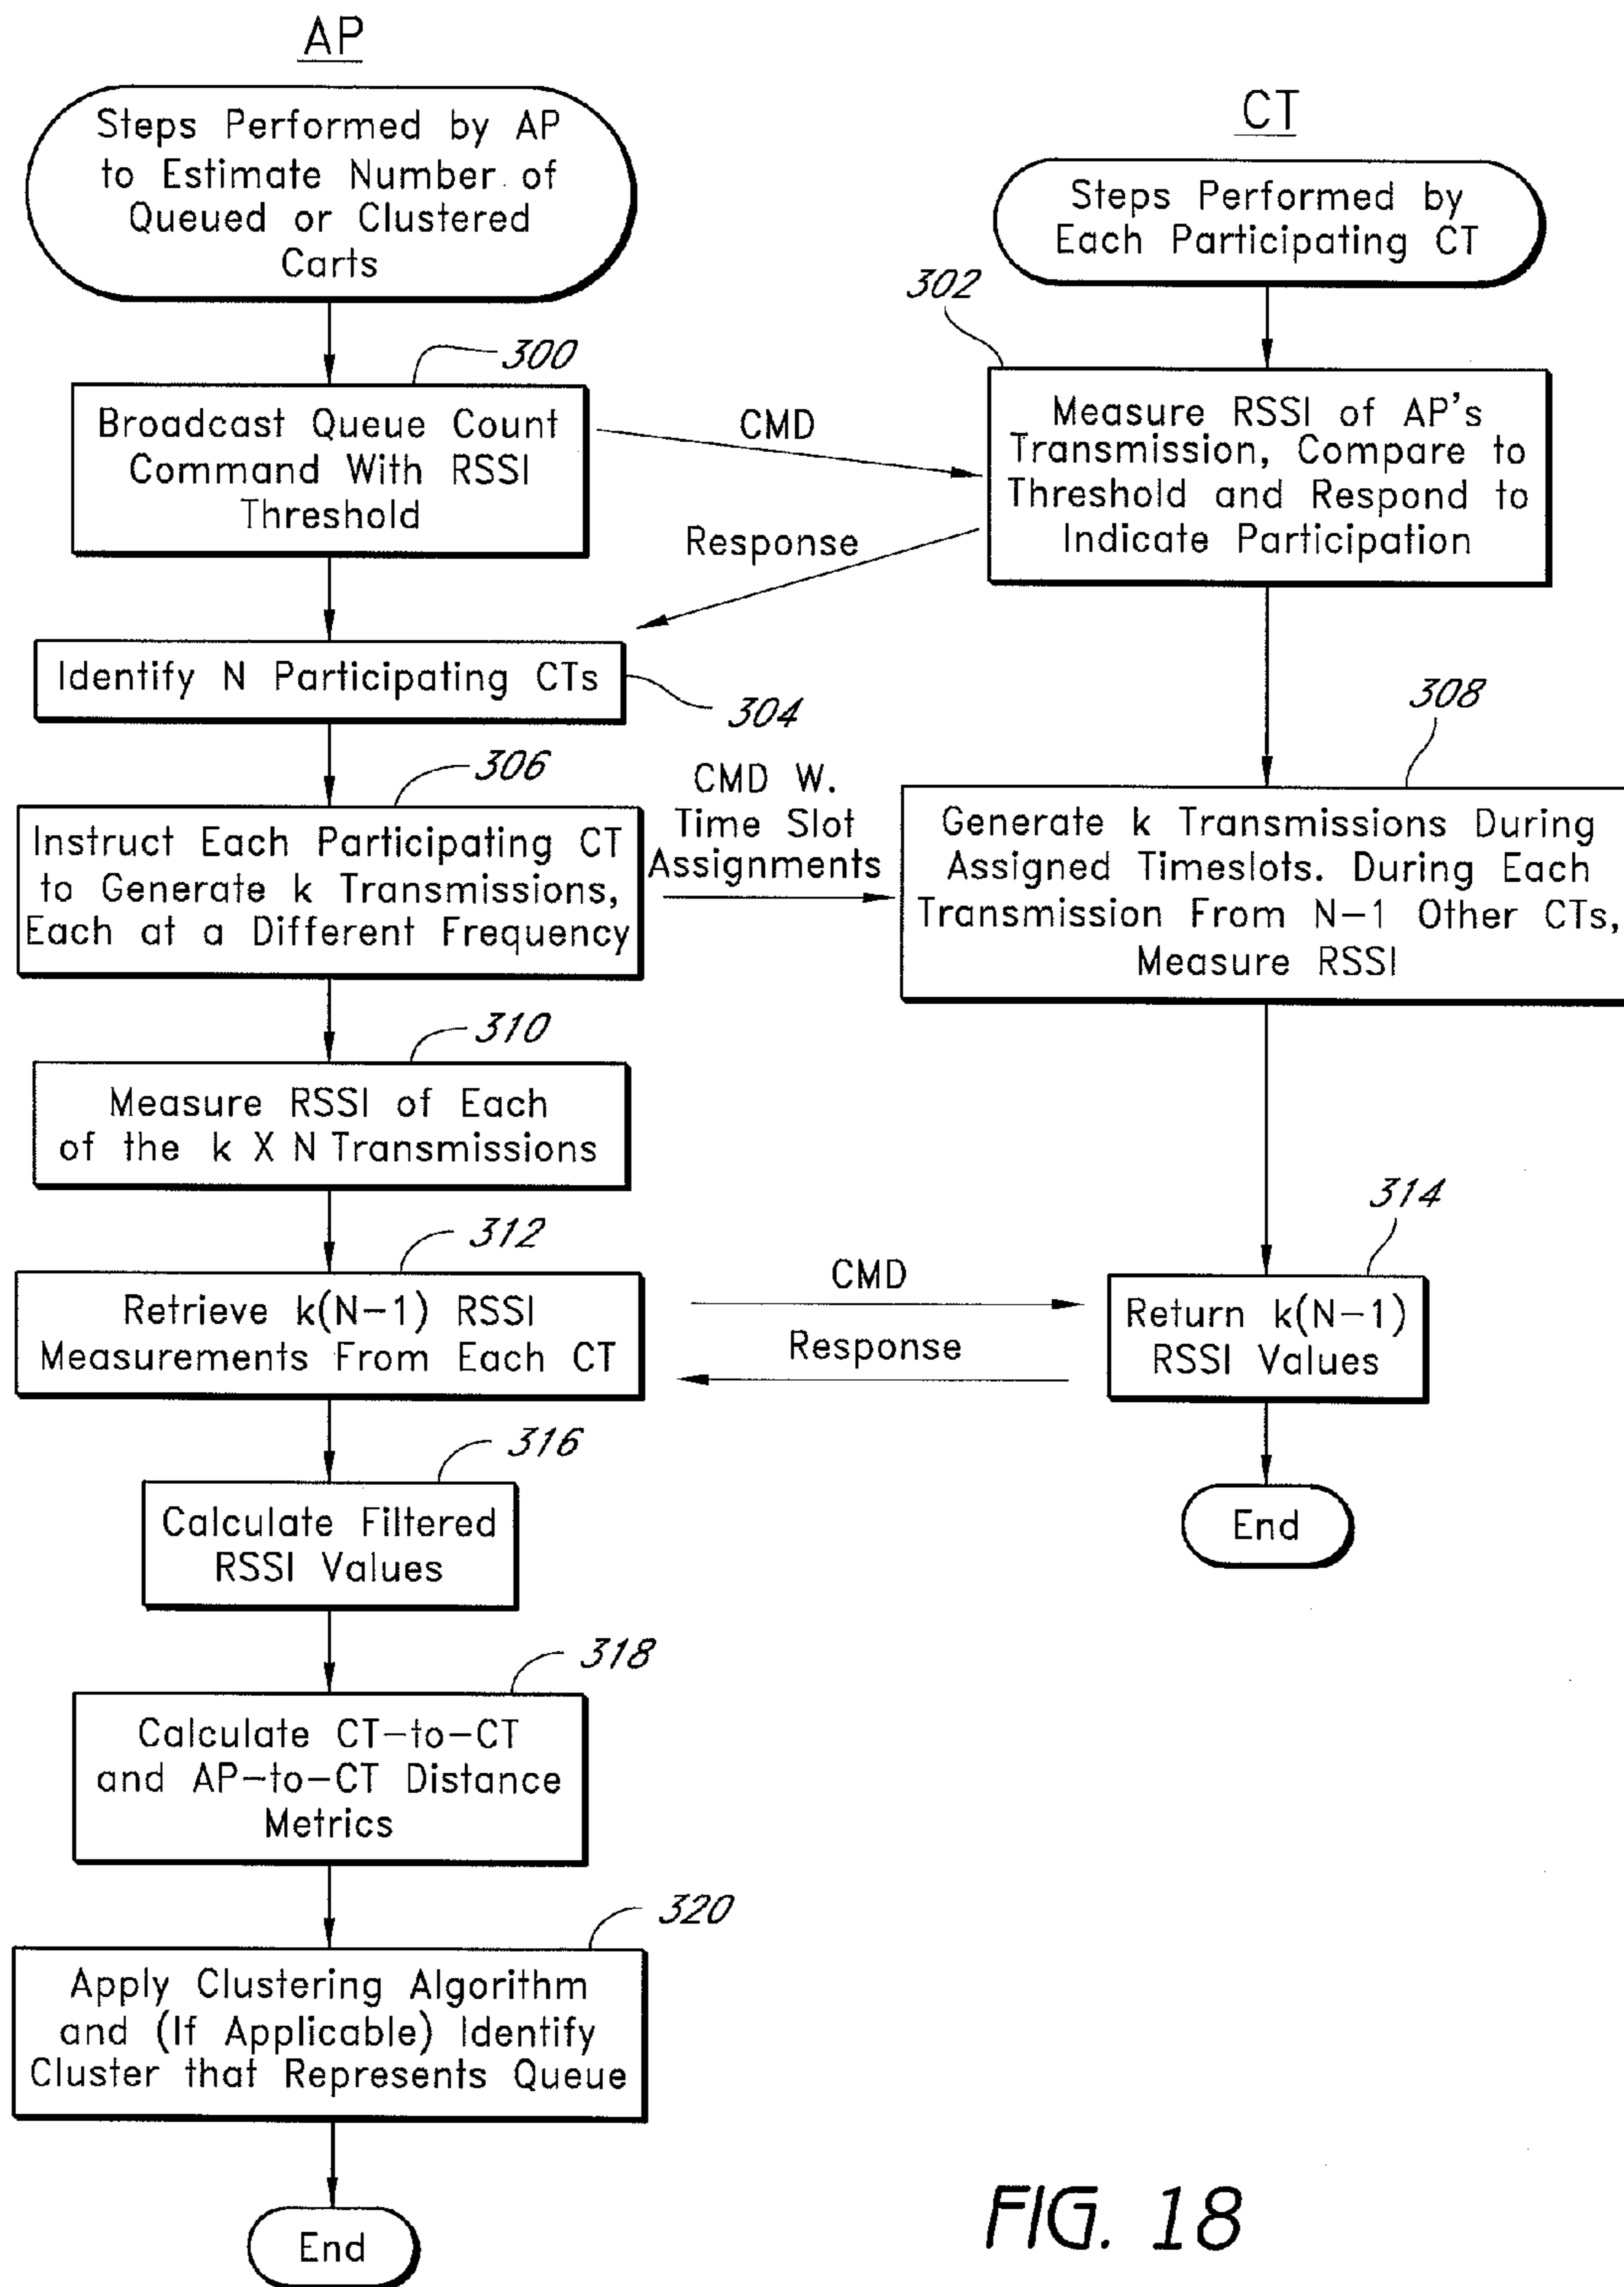 AP
Steps Performed by AP
to Estimate Number of
Queued or Clustered
Carts
CT
Steps Performed by
Each Participating CT
300
Broadcast Queue Count
Command With RSSI
Threshold
CMD
302
Measure RSSI of AP's
Transmission, Compare to
Threshold and Respond to
Indicate Participation
Response
Identify N Participating CTs
304
306
Instruct Each Participating CT
to Generate k Transmissions,
Each at a Different Frequency
CMD W.
Time Slot
Assignments
308
Generate k Transmissions During
Assigned Timeslots. During Each
Transmission From N-1 Other CTs,
Measure RSSI
310
Measure RSSI of Each
of the k X N Transmissions
312
Retrieve k(N-1) RSSI
Measurements From Each CT
CMD
Response
314
Return k(N-1)
RSSI Values
End
316
Calculate Filtered
RSSI Values
318
Calculate CT-to-CT
and AP-to-CT Distance
Metrics
320
Apply Clustering Algorithm
and (If Applicable) Identify
Cluster that Represents Queue
End
FIG. 18